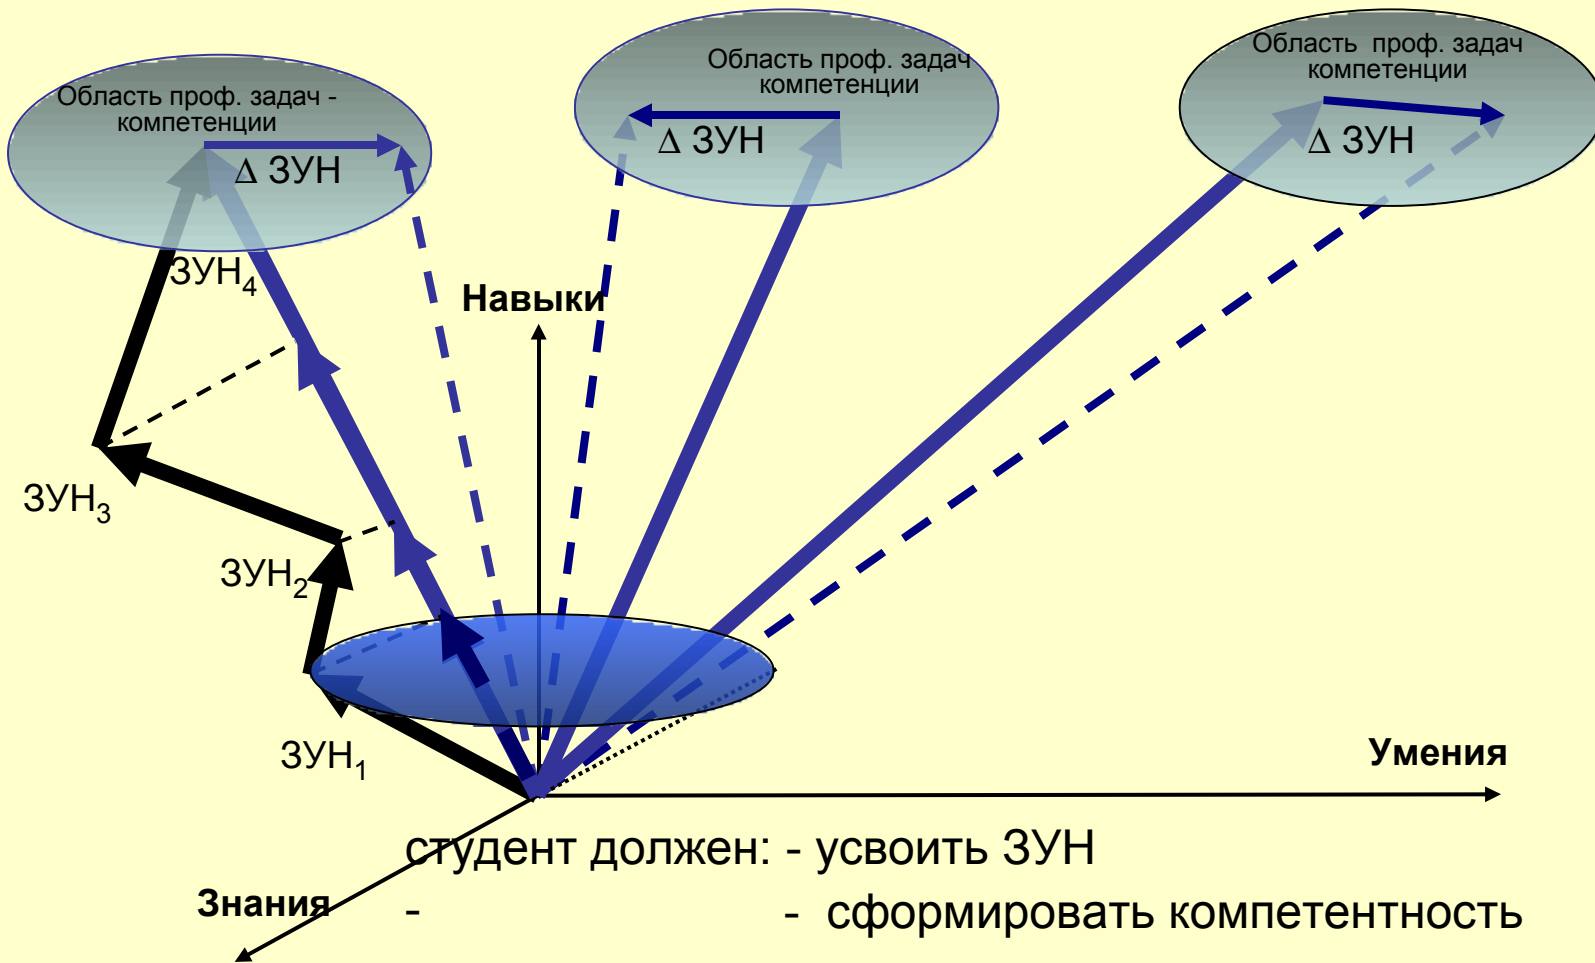 Область проф. задач -
компетенции
Δ ЗУН
Область проф. задач
компетенции
Δ ЗУН
Область проф. задач
компетенции
Δ ЗУН
ЗУН4
Навыки
ЗУН3
ЗУН2
ЗУН1
Умения
студент должен: - усвоить ЗУН
Знания
- - сформировать компетентность